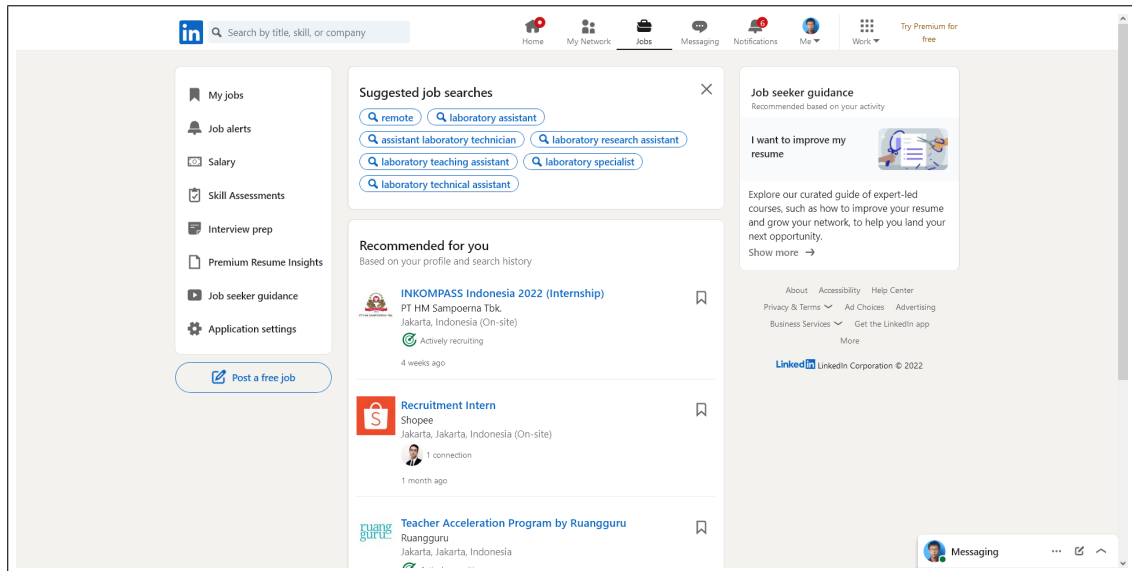 in
Search by title, skill, or company
Home
My Network
Jobs
Messaging
6
Notifications
Me
Work
Try Premium for
free
My jobs
Job alerts
Salary
Skill Assessments
Interview prep
Premium Resume Insights
Job seeker guidance
Application settings
Post a free job
Suggested job searches
remote
laboratory assistant
assistant laboratory technician
laboratory research assistant
laboratory teaching assistant
laboratory specialist
laboratory technical assistant
Recommended for you
Based on your profile and search history
INKOMPASS Indonesia 2022 (Internship)
PT HM Sampoerna Tbk.
Jakarta, Indonesia (On-site)
Actively recruiting
4 weeks ago
Recruitment Intern
Shopee
Jakarta, Jakarta, Indonesia (On-site)
1 connection
1 month ago
ruang
guru
Teacher Acceleration Program by Ruangguru
Ruangguru
Jakarta, Jakarta, Indonesia
Job seeker guidance
Recommended based on your activity
I want to improve my
resume
Explore our curated guide of expert-led
courses, such as how to improve your resume
and grow your network, to help you land your
next opportunity.
Show more
About Accessibility Help Center
Privacy & Terms Ad Choices Advertising
Business Services Get the LinkedIn app
More
Linkedin LinkedIn Corporation © 2022
Messaging